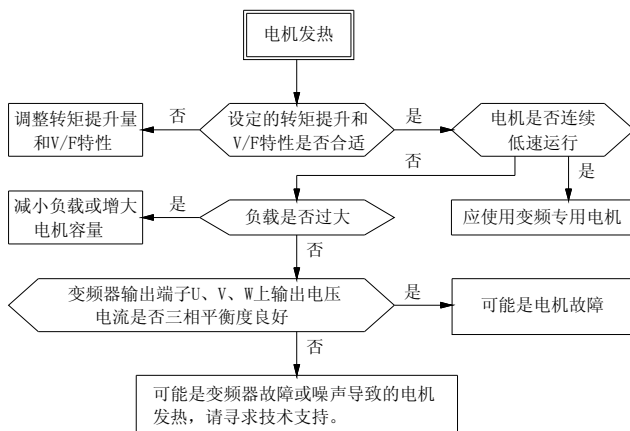 电机发热
调整转矩提升量
和V/F特性
否
设定的转矩提升和
V/F特性是否合适
是
电机是否连续
低速运行
否
是
减小负载或增大
电机容量
是
负载是否过大
应使用变频专用电机
否
变频器输出端子U、V、W上输出电压
电流是否三相平衡度良好
是
可能是电机故障
否
可能是变频器故障或噪声导致的电机
发热，请寻求技术支持。